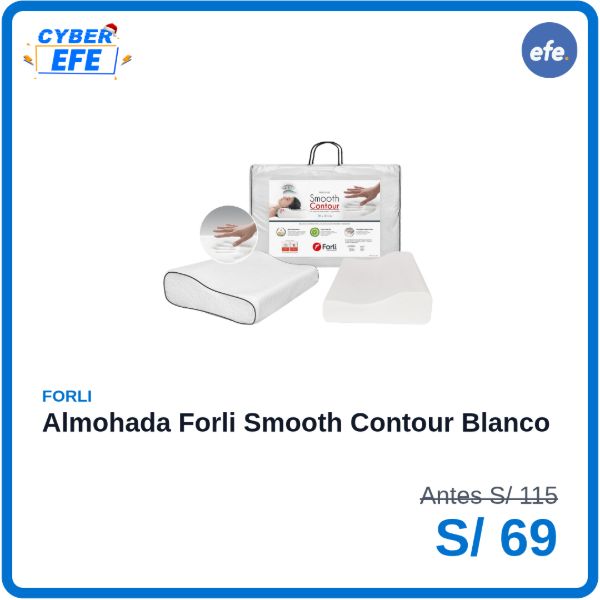 CYBER
EFE
efe.
FORLI
Almohada Forli Smooth Contour Blanco
Antes S/ 115
S/ 69
Smooth
Contour
Forli